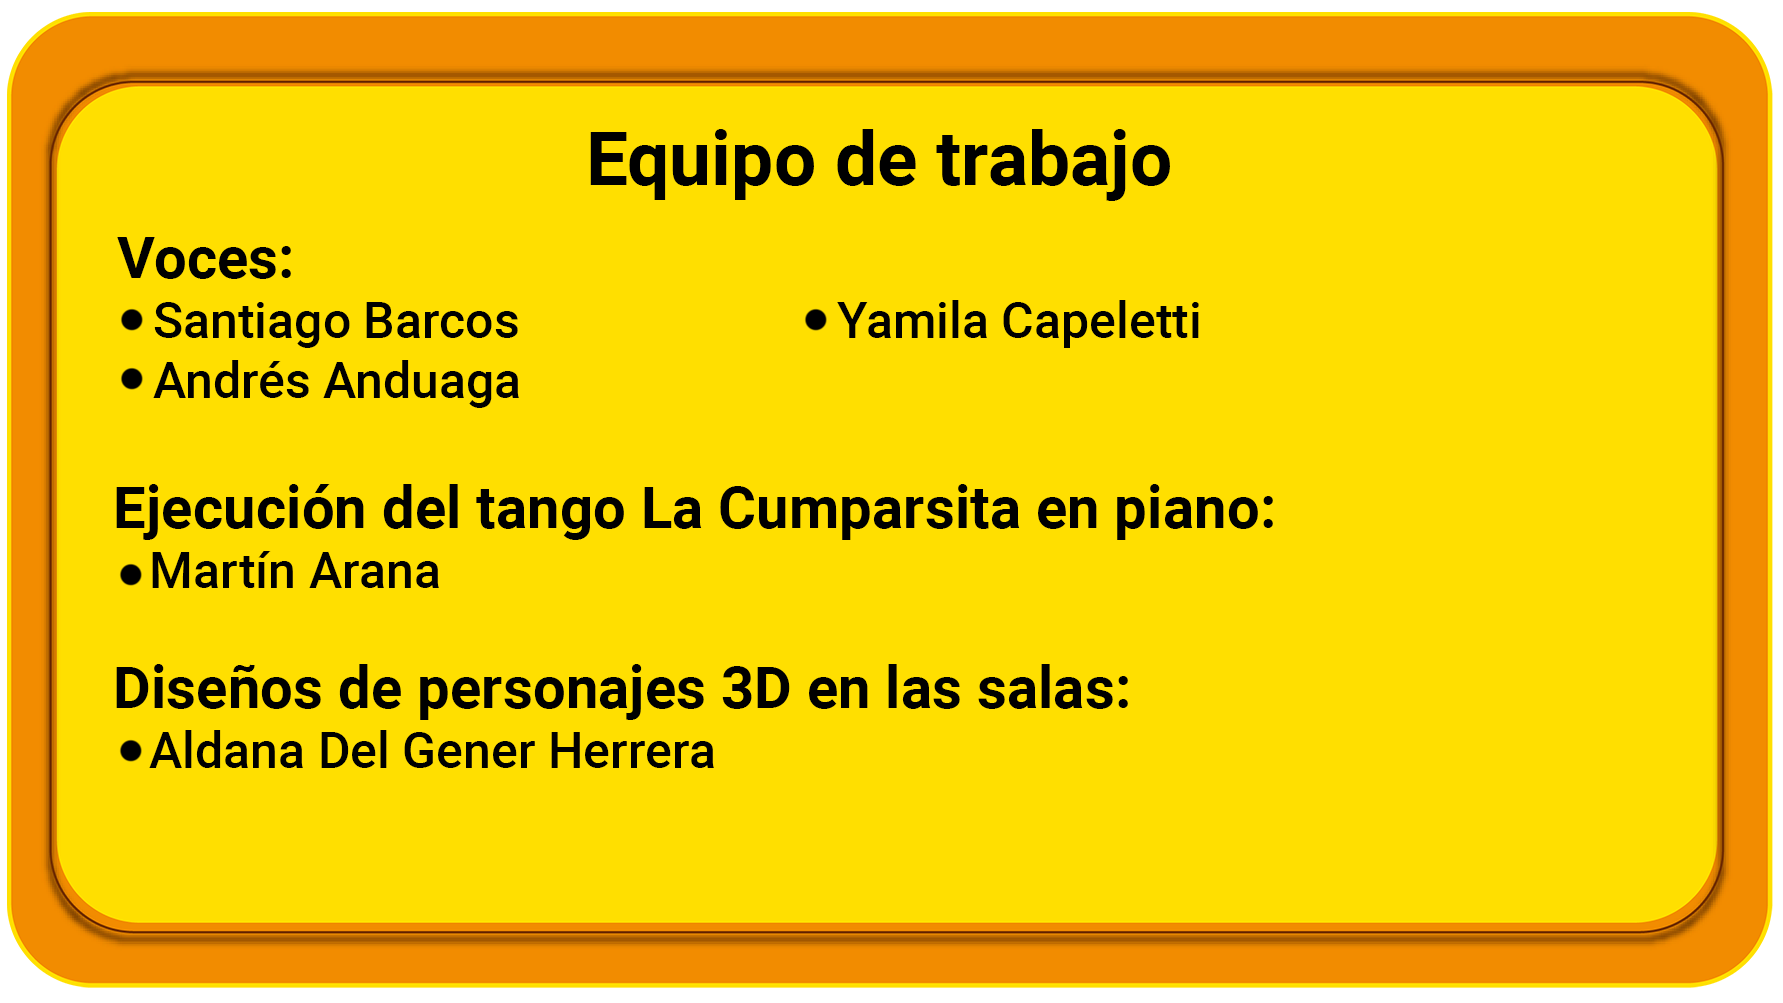 Equipo de trabajo
Voces:
● Santiago Barcos
● Yamila Capeletti
● Andrés Anduaga
Ejecución del tango La Cumparsita en piano:
● Martín Arana
Diseños de personajes 3D en las salas:
● Aldana Del Gener Herrera